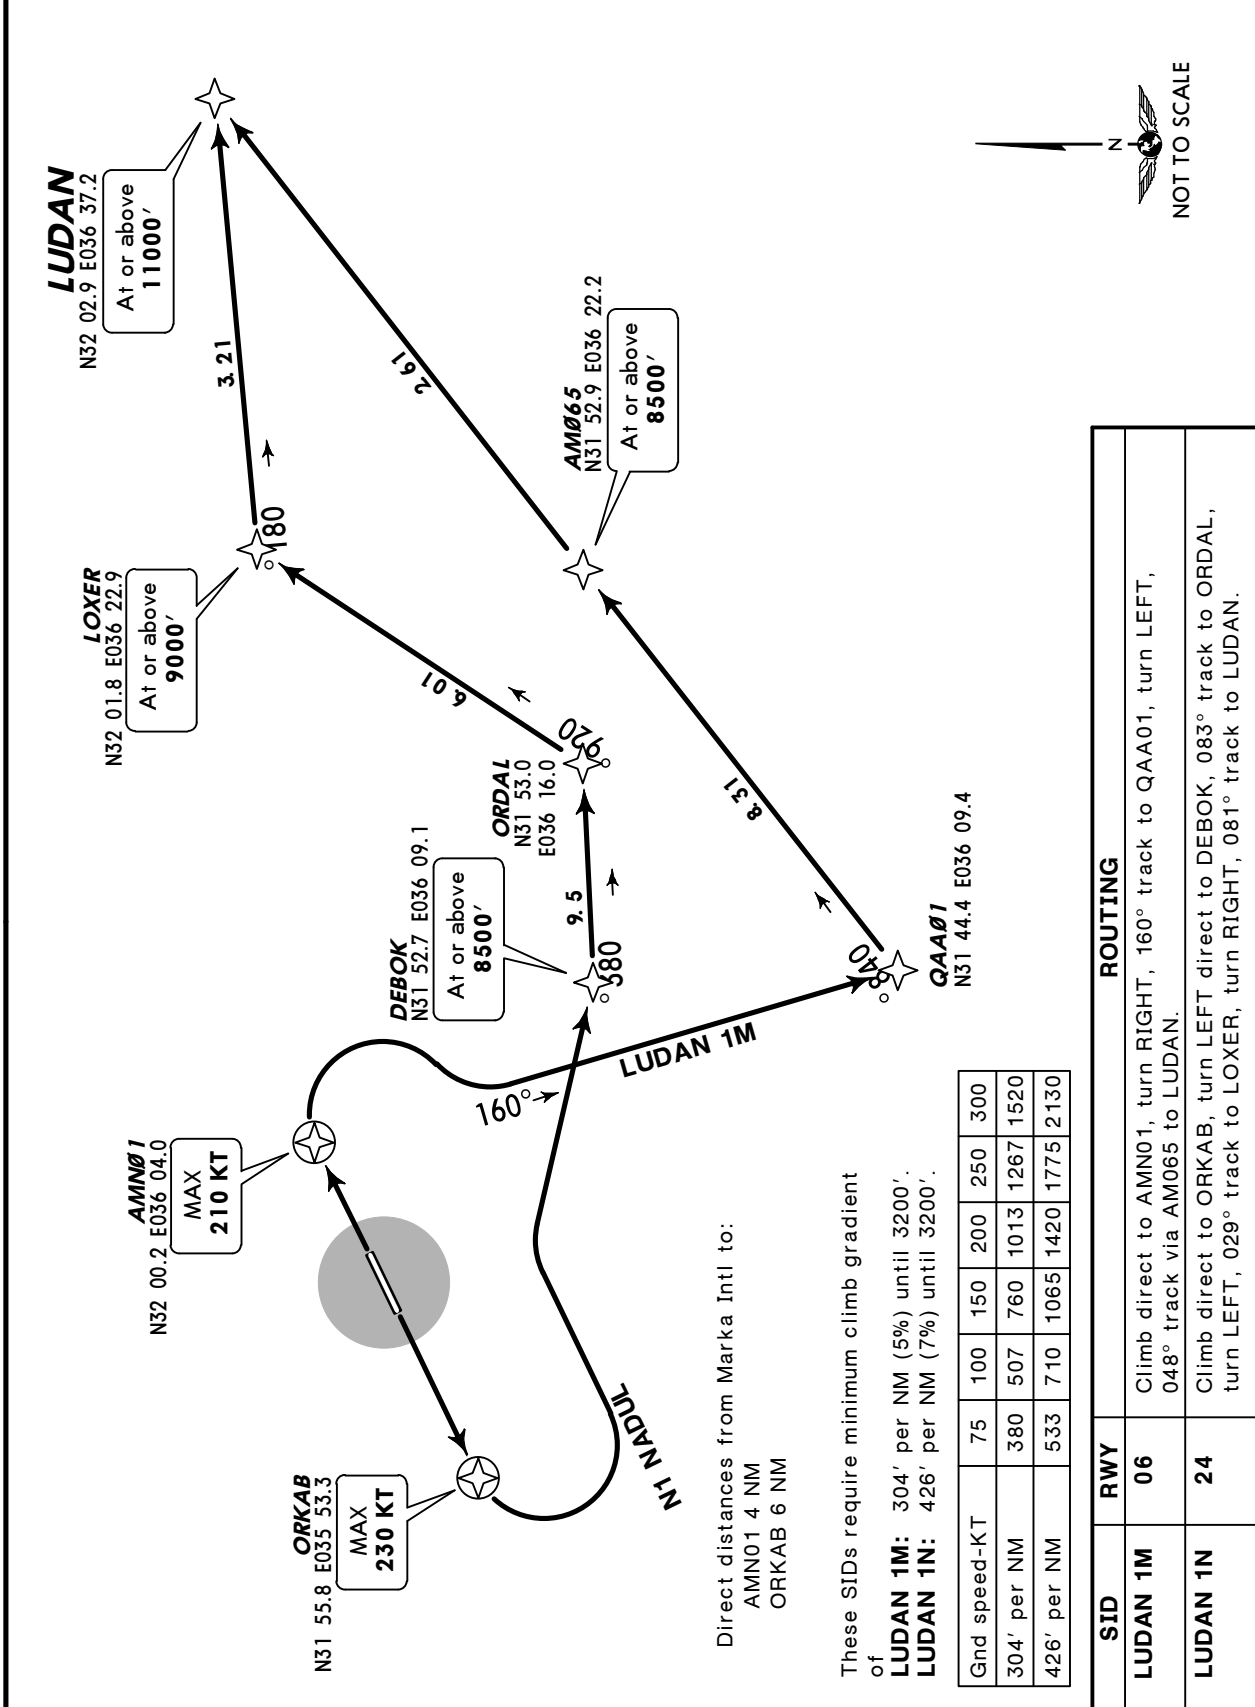 LUDAN
N32 02.9 E036 37.2
At or above
11000′
LOXER
N32 01.8 E036 22.9
At or above
9000′
180
°
3.21
AMNØ1
N32 00.2 E036 04.0
MAX
210 KT
ORKAB
N31 55.8 E035 53.3
MAX
230 KT
DEBOK
N31 52.7 E036 09.1
At or above
8500′
380
°
9.5
ORDAL
N31 53.0
E036 16.0
920
°
6.01
AMØ65
N31 52.9 E036 22.2
At or above
8500′
2.61
160°
LUDAN 1M
N1 NADUL
8.31
840
°
QAAØ1
N31 44.4 E036 09.4
N
NOT TO SCALE
Direct distances from Marka Intl to:
AMN01 4 NM
ORKAB 6 NM
These SIDs require minimum climb gradient
of
LUDAN 1M: 304′ per NM (5%) until 3200′.
LUDAN 1N: 426′ per NM (7%) until 3200′.
Gnd speed-KT 75 100 150 200 250 300
304′ per NM 380 507 760 1013 1267 1520
426′ per NM 533 710 1065 1420 1775 2130
SID RWY ROUTING
LUDAN 1M 06 Climb direct to AMN01, turn RIGHT, 160° track to QAA01, turn LEFT,
048° track via AM065 to LUDAN.
LUDAN 1N 24 Climb direct to ORKAB, turn LEFT direct to DEBOK, 083° track to ORDAL,
turn LEFT, 029° track to LOXER, turn RIGHT, 081° track to LUDAN.